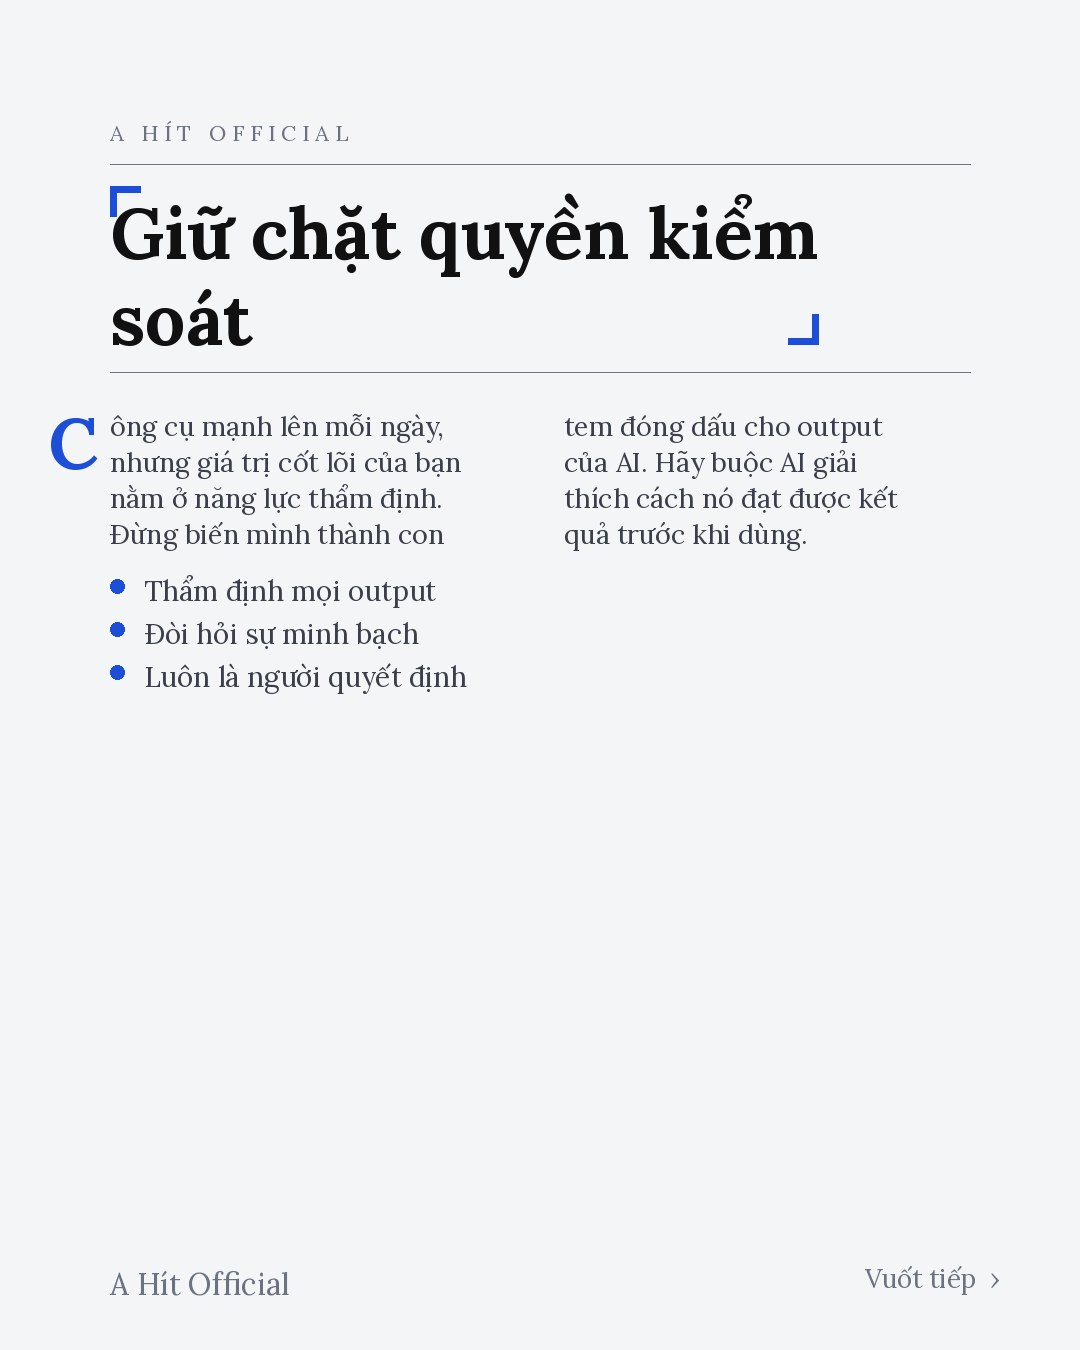 A HÍT OFFICIAL
Giữ chặt quyền kiểm
soát
Công cụ mạnh lên mỗi ngày,
nhưng giá trị cốt lõi của bạn
nằm ở năng lực thẩm định.
Đừng biến mình thành con
tem đóng dấu cho output
của AI. Hãy buộc AI giải
thích cách nó đạt được kết
quả trước khi dùng.
Thẩm định mọi output
Đòi hỏi sự minh bạch
Luôn là người quyết định
A Hít Official
Vuốt tiếp ›